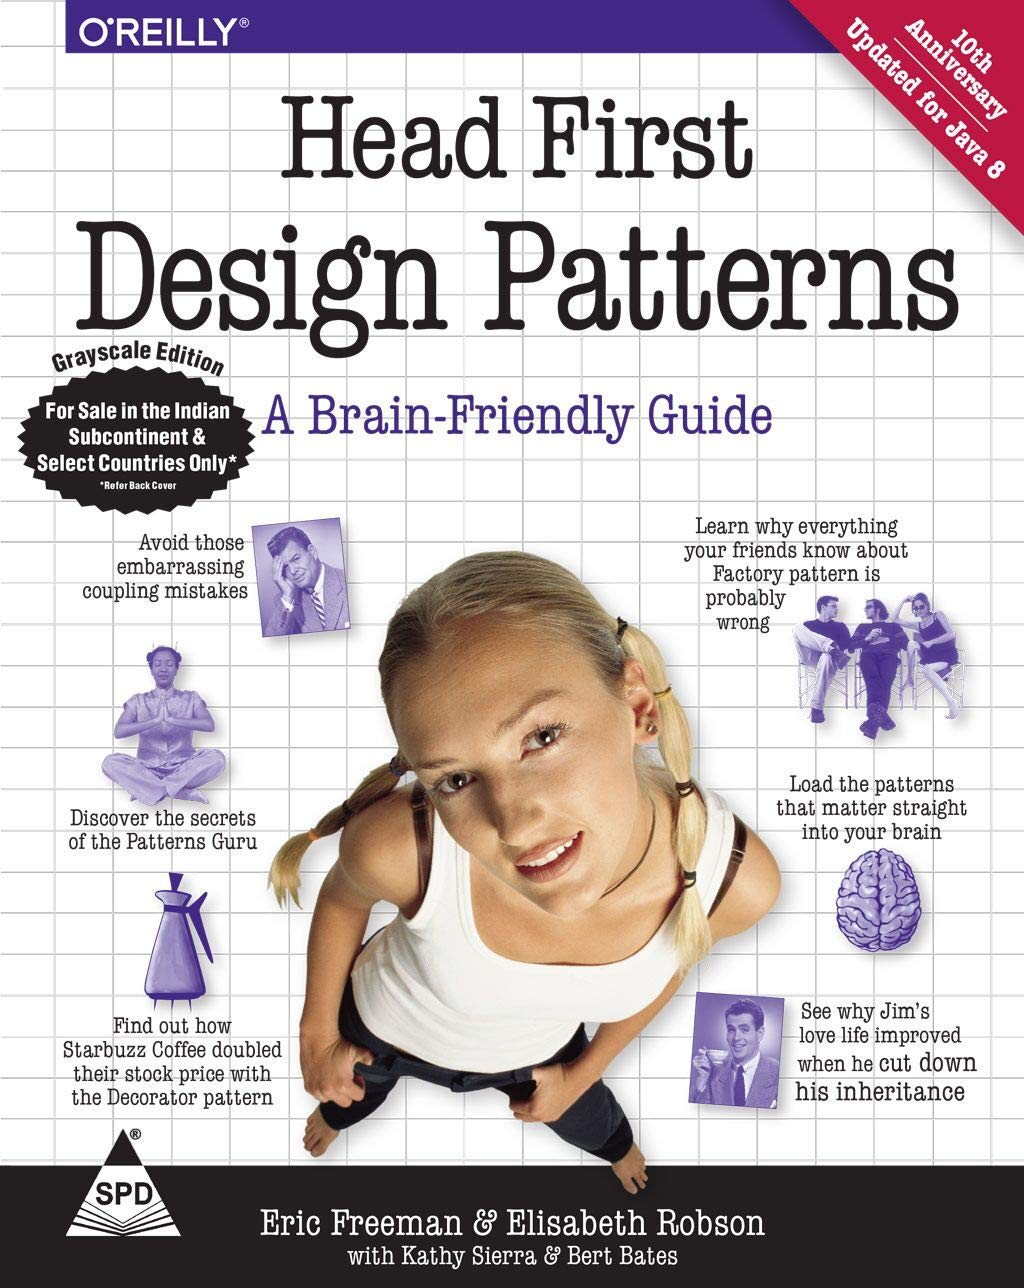 O'REILLY®
10th
Anniversary
Updated for Java 8
Head First
Design Patterns
Grayscale Edition
For Sale in the Indian
Subcontinent &
Select Countries Only*
*Refer Back Cover
A Brain-Friendly Guide
Avoid those
embarrassing
coupling mistakes
Learn why everything
your friends know about
Factory pattern is
probably
wrong
Discover the secrets
of the Patterns Guru
Load the patterns
that matter straight
into your brain
Find out how
Starbuzz Coffee doubled
their stock price with
the Decorator pattern
See why Jim's
love life improved
when he cut down
his inheritance
®
SPD
Eric Freeman & Elisabeth Robson
with Kathy Sierra & Bert Bates